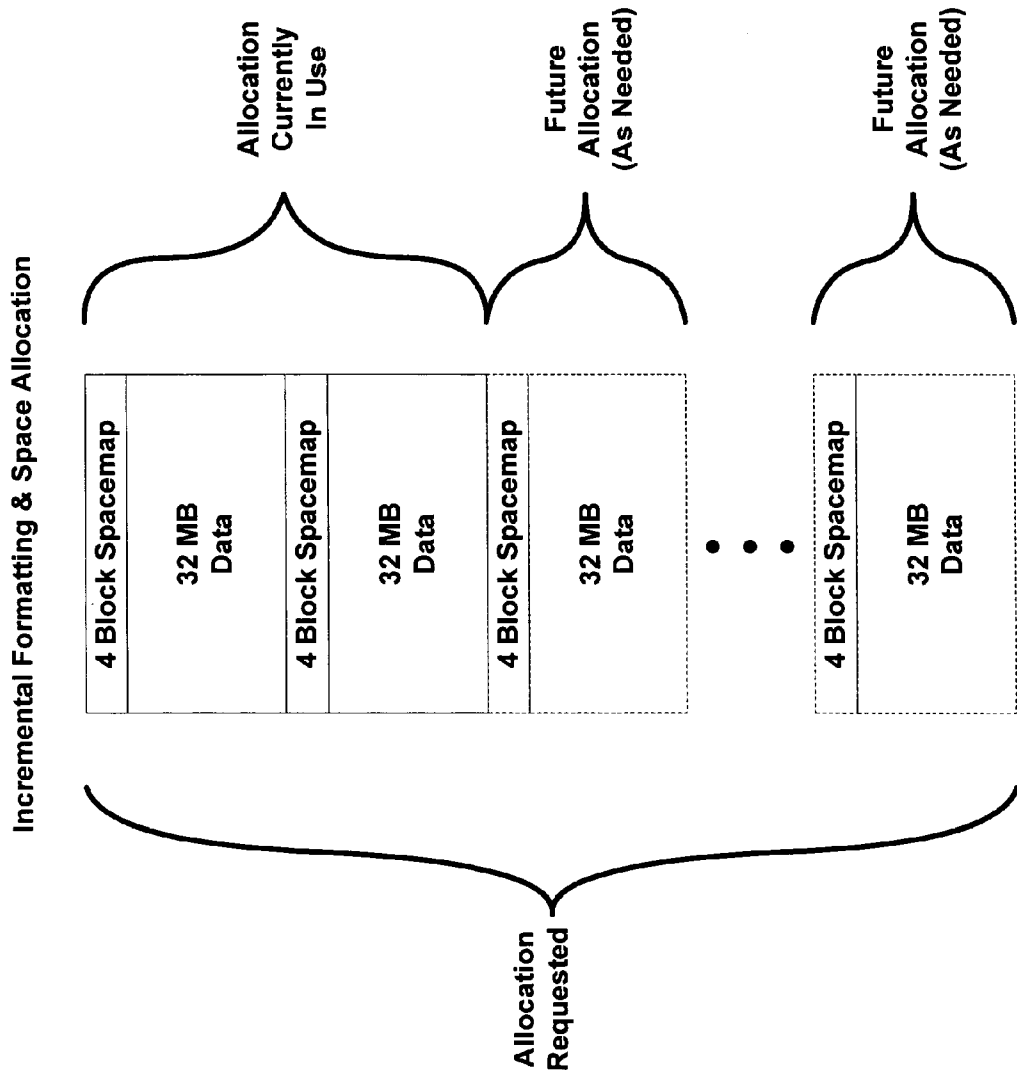 Incremental Formatting & Space Allocation
Allocation
Requested
4 Block Spacemap
32 MB
Data
4 Block Spacemap
32 MB
Data
4 Block Spacemap
32 MB
Data
4 Block Spacemap
32 MB
Data
Allocation
Currently
In Use
Future
Allocation
(As Needed)
Future
Allocation
(As Needed)